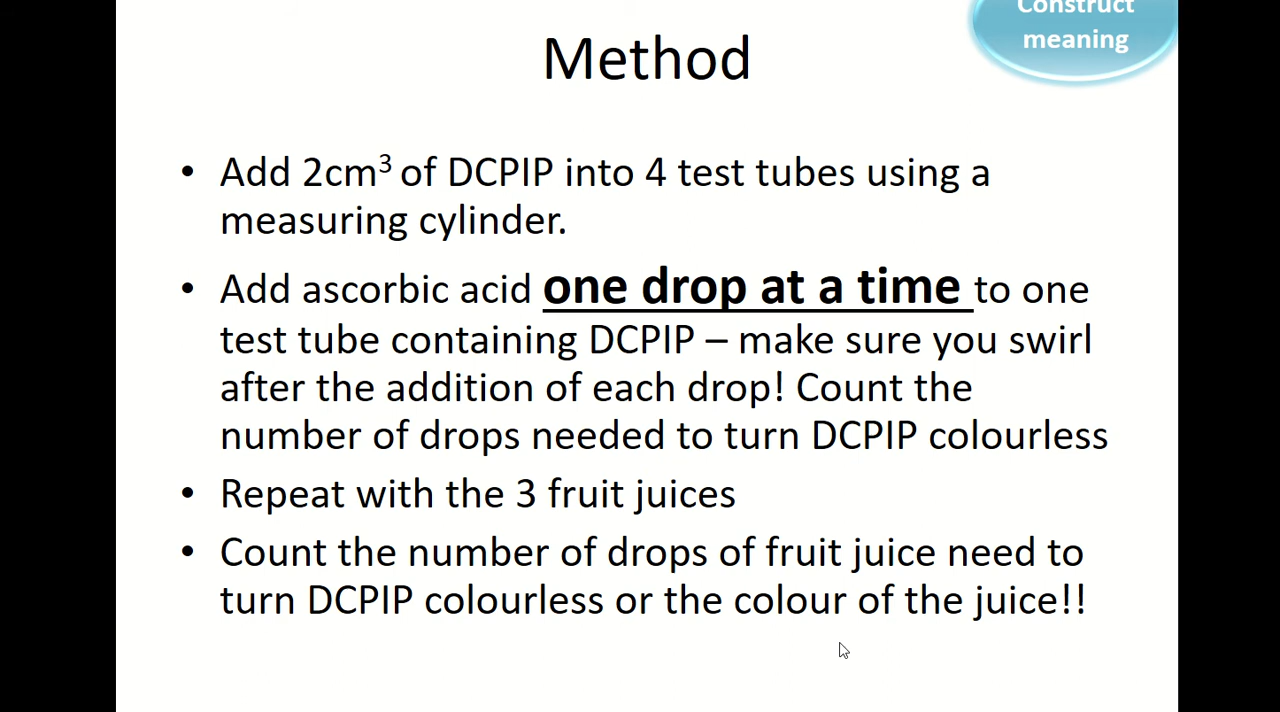 Construct
meaning
Method
• Add 2cm³ of DCPIP into 4 test tubes using a
measuring cylinder.
• Add ascorbic acid one drop at a time to one
test tube containing DCPIP – make sure you swirl
after the addition of each drop! Count the
number of drops needed to turn DCPIP colourless
• Repeat with the 3 fruit juices
• Count the number of drops of fruit juice need to
turn DCPIP colourless or the colour of the juice!!